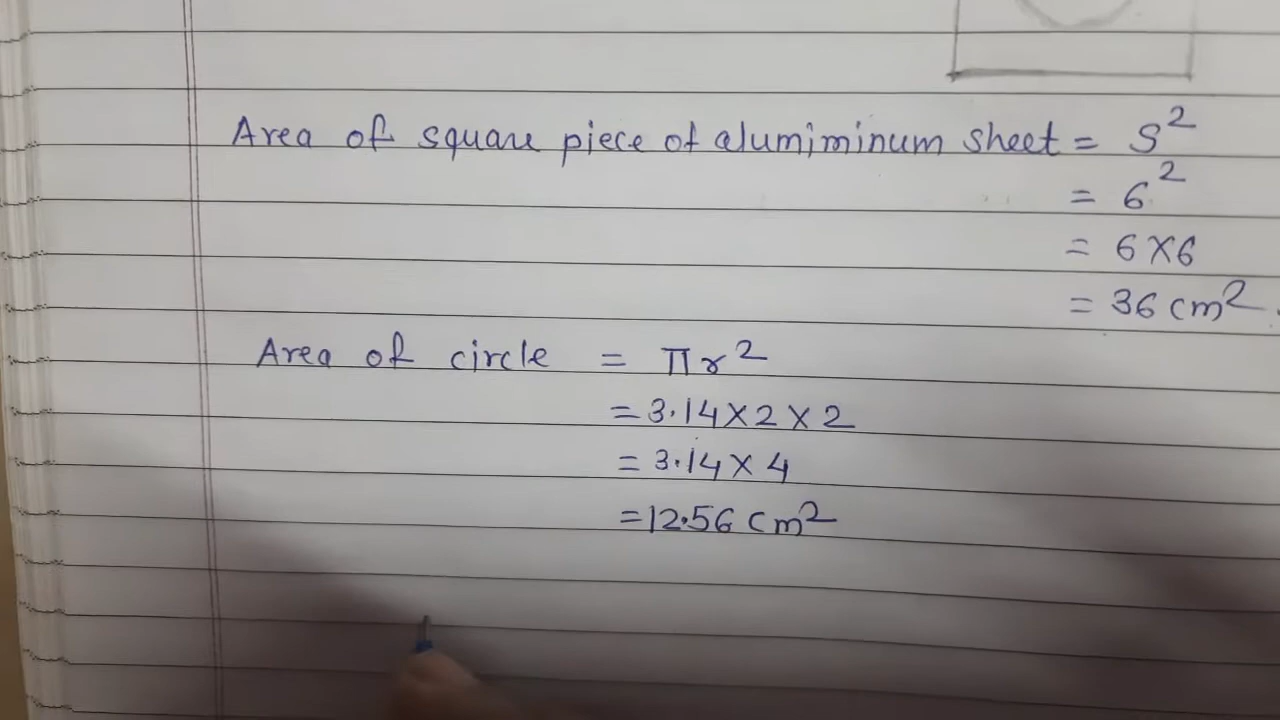 Area of square piece of alumiminum sheet = S²
= 6²
= 6×6
= 36 cm².
Area of circle = πr²
= 3.14×2×2
= 3.14×4
= 12.56 cm²